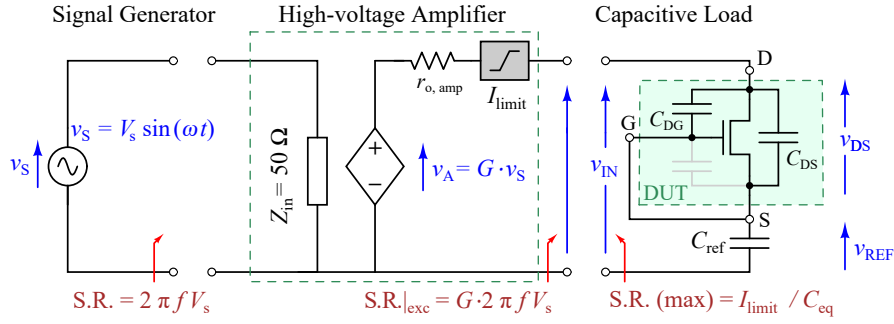 Signal Generator
High-voltage Amplifier
Capacitive Load
v_S = V_s sin(ωt)
v_S
Z_in = 50 Ω
r_o, amp
I_limit
+
−
v_A = G·v_S
v_IN
D
C_DG
G
C_DS
DUT
S
C_ref
v_DS
v_REF
S.R. = 2 π f V_s
S.R.|_exc = G·2 π f V_s
S.R. (max) = I_limit / C_eq